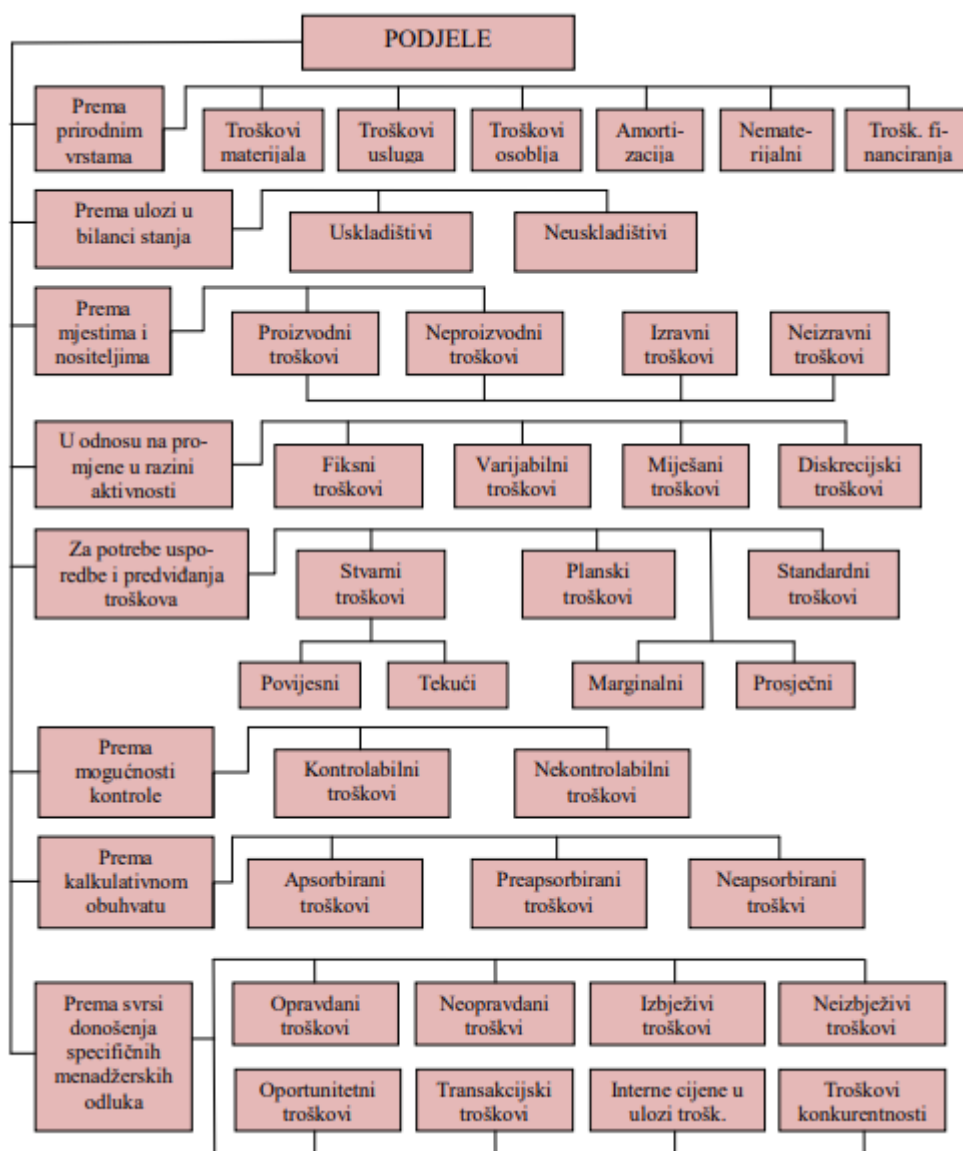 PODJELE
Prema
prirodnim
vrstama
Troškovi
materijala
Troškovi
usluga
Troškovi
osoblja
Amorti-
zacija
Nemate-
rijalni
Trošk. fi-
nanciranja
Prema ulozi u
bilanci stanja
Uskladištivi
Neuskladištivi
Prema
mjestima i
nositeljima
Proizvodni
troškovi
Neproizvodni
troškovi
Izravni
troškovi
Neizravni
troškovi
U odnosu na pro-
mjene u razini
aktivnosti
Fiksni
troškovi
Varijabilni
troškovi
Miješani
troškovi
Diskrecijski
troškovi
Za potrebe uspo-
redbe i predviđanja
troškova
Stvarni
troškovi
Planski
troškovi
Standardni
troškovi
Povijesni
Tekući
Marginalni
Prosječni
Prema
mogućnosti
kontrole
Kontrolabilni
troškovi
Nekontrolabilni
troškovi
Prema
kalkulativnom
obuhvatu
Apsorbirani
troškovi
Preapsorbirani
troškovi
Neapsorbirani
troškvi
Prema svrsi
donošenja
specifičnih
menadžerskih
odluka
Opravdani
troškovi
Neopravdani
troškvi
Izbježivi
troškovi
Neizbježivi
troškovi
Oportunitetni
troškovi
Transakcijski
troškovi
Interne cijene u
ulozi trošk.
Troškovi
konkurentnosti